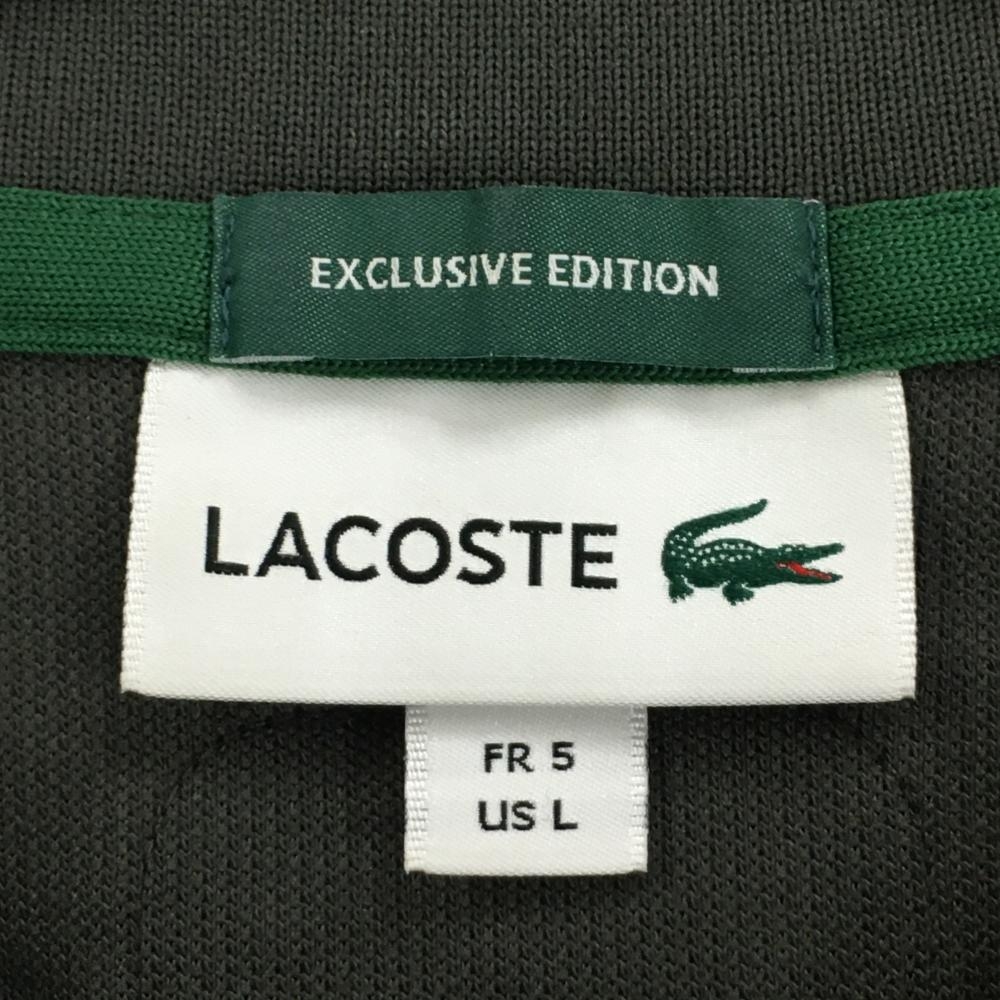 EXCLUSIVE EDITION
LACOSTE
FR 5
US L